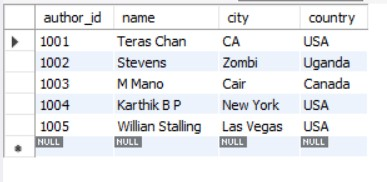 author_id name city country
1001 Teras Chan CA USA
1002 Stevens Zombi Uganda
1003 M Mano Cair Canada
1004 Karthik B P New York USA
1005 Willian Stalling Las Vegas USA
NULL NULL NULL NULL